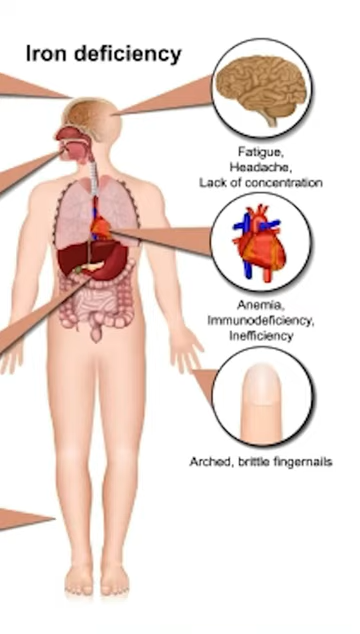 Iron deficiency
Fatigue,
Headache,
Lack of concentration
Anemia,
Immunodeficiency,
Inefficiency
Arched, brittle fingernails